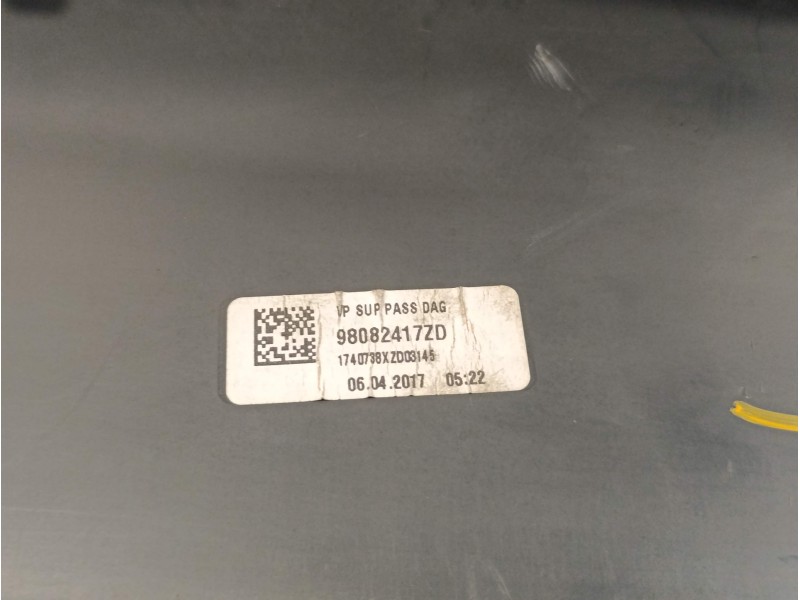 VP SUP PASS DAG
98082417ZD
1740738XZD03145
06.04.2017 05:22